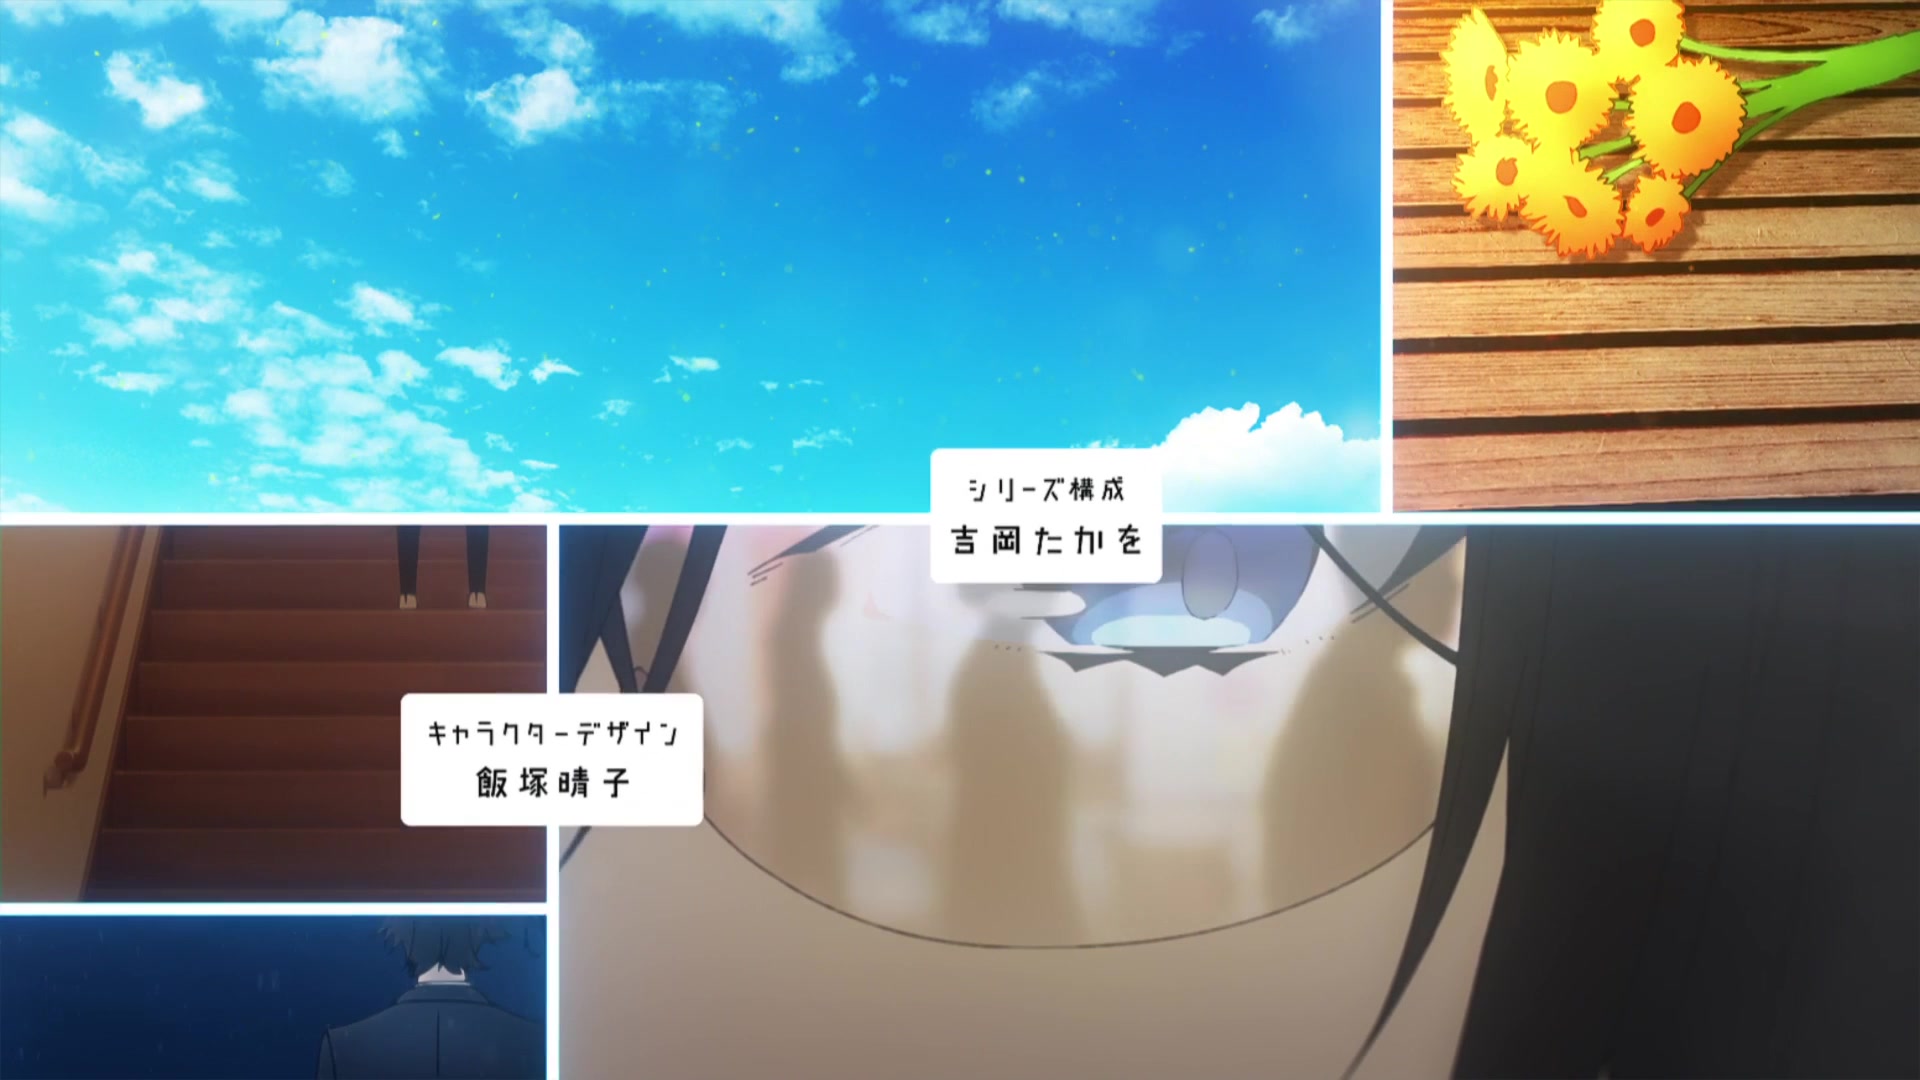 シリーズ構成
吉岡たかを
キャラクターデザイン
飯塚晴子